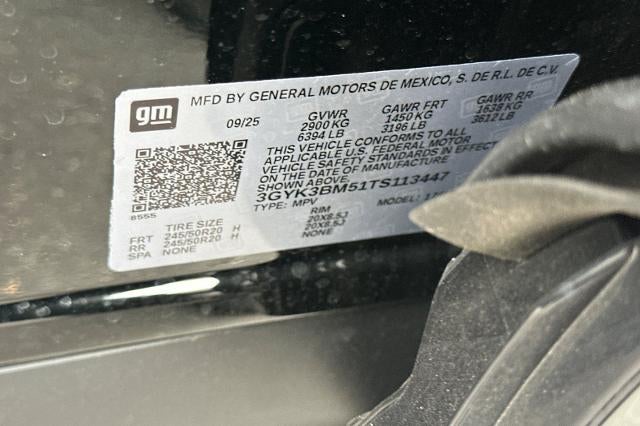 gm MFD BY GENERAL MOTORS DE MEXICO, S. DE R.L. DE C.V.
09/25 GVWR GAWR FRT GAWR RR
2900 KG 1450 KG 1638 KG
6394 LB 3196 LB 3612 LB
THIS VEHICLE CONFORMS TO ALL
APPLICABLE U.S. FEDERAL MOTOR
VEHICLE SAFETY STANDARDS IN EFFECT
ON THE DATE OF MANUFACTURE
SHOWN ABOVE.
3GYK3BM51TS113447
TYPE: MPV MODEL:
8555
TIRE SIZE RIM
FRT 245/50R20 H 20X8.5J
RR 245/50R20 H 20X8.5J
SPA NONE NONE